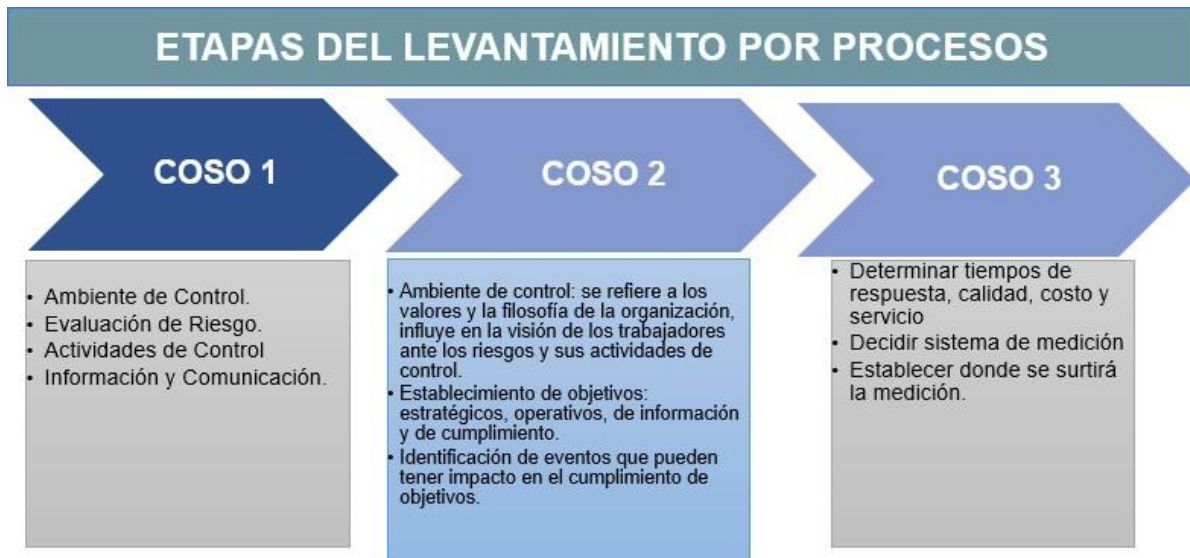 ETAPAS DEL LEVANTAMIENTO POR PROCESOS
COSO 1
• Ambiente de Control.
• Evaluación de Riesgo.
• Actividades de Control
• Información y Comunicación.
COSO 2
• Ambiente de control: se refiere a los
valores y la filosofía de la organización,
influye en la visión de los trabajadores
ante los riesgos y sus actividades de
control.
• Establecimiento de objetivos:
estratégicos, operativos, de información
y de cumplimiento.
• Identificación de eventos que pueden
tener impacto en el cumplimiento de
objetivos.
COSO 3
• Determinar tiempos de
respuesta, calidad, costo y
servicio
• Decidir sistema de medición
• Establecer donde se surtirá
la medición.